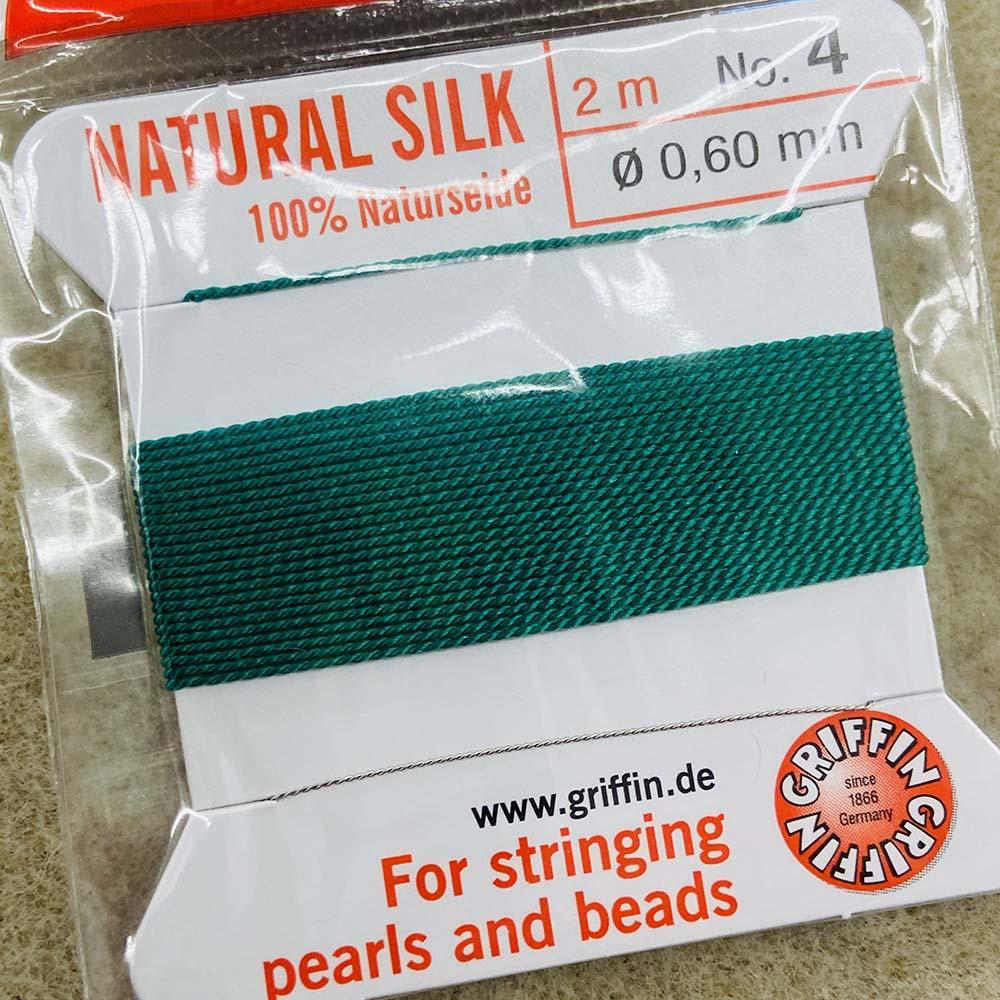 NATURAL SILK
100% Naturseide
2 m No. 4
Ø 0,60 mm
www.griffin.de
For stringing
pearls and beads
GRIFFIN GRIFFIN GRIFFIN
since
1866
Germany